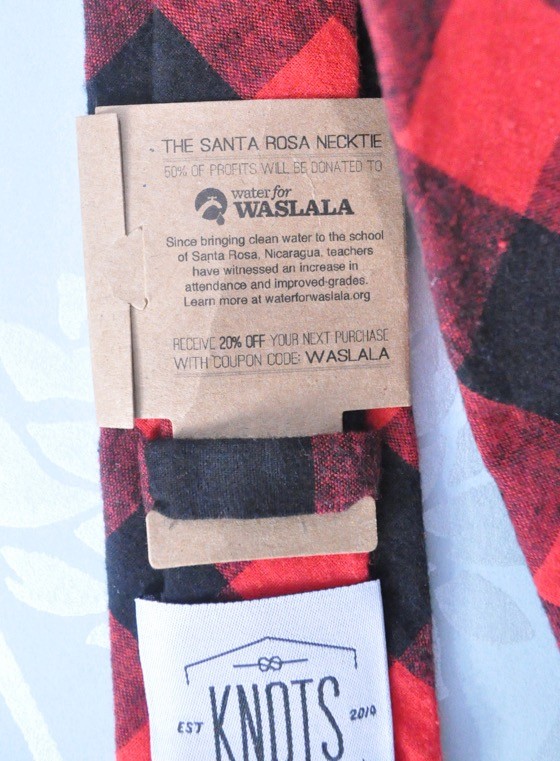 THE SANTA ROSA NECKTIE
50% OF PROFITS WILL BE DONATED TO
water for
WASLALA
Since bringing clean water to the school
of Santa Rosa, Nicaragua, teachers
have witnessed an increase in
attendance and improved grades.
Learn more at waterforwaslala.org
RECEIVE 20% OFF YOUR NEXT PURCHASE
WITH COUPON CODE: WASLALA
KNOTS
EST 2014